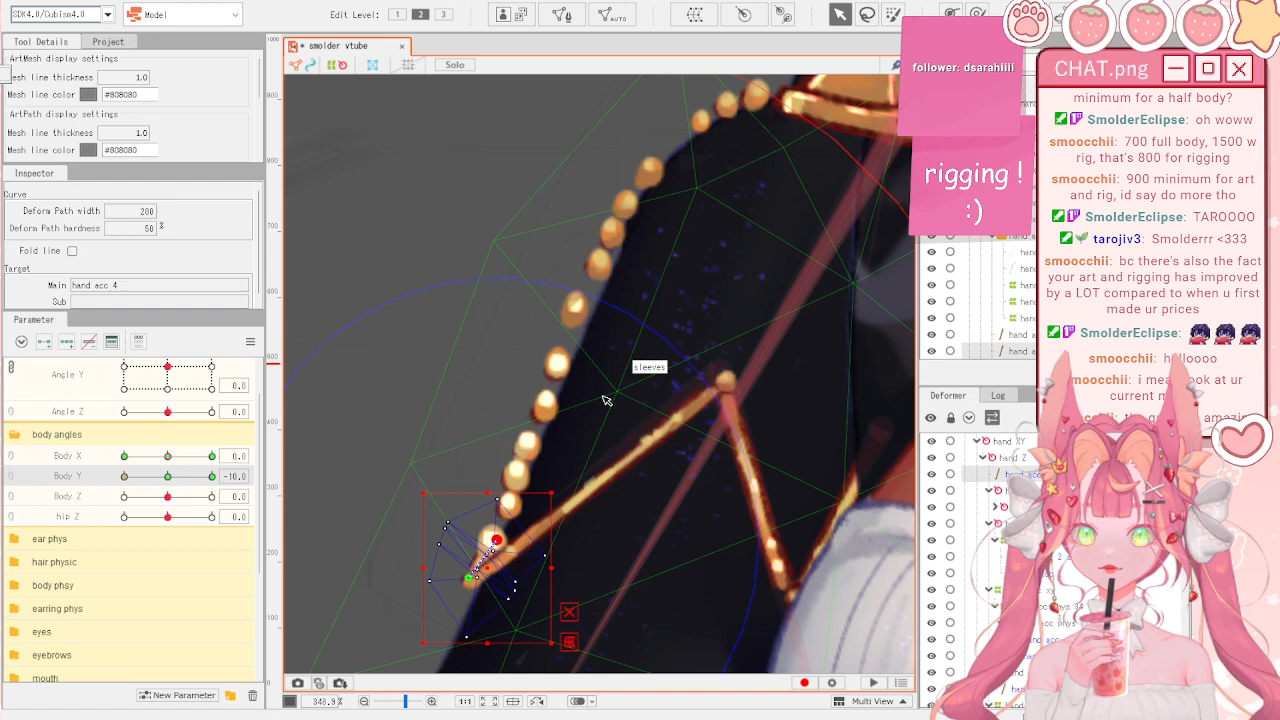 SDK4.0/Cubism4.0
Model
Edit Level: 1 2 3
AUTO
Tool Details
Project
ArtMesh display settings
Mesh line thickness 1.0
Mesh line color #808080
ArtPath display settings
Mesh line thickness 1.0
Mesh line color #808080
Inspector
Curve
Deform Path width 200
Deform Path hardness 50 %
Fold line
Target
Main hand acc 4
Sub
Parameter
Angle Y 0.0
Angle Z 0.0
body angles
Body X 0.0
Body Y -10.0
Body Z 0.0
hip Z 0.0
ear phys
hair physic
body phsy
earring phys
eyes
eyebrows
mouth
New Parameter
* smolder vtube
Solo
sleeves
1:1
Multi View
follower: dsarahiiii
rigging !
:)
hand a
hand a
Deformer
Log
hand XY
hand Z
CHAT.png
minimum for a half body?
SmolderEclipse: oh woww
smoocchii: 700 full body, 1500 w
rig, that's 800 for rigging
smoocchii: 900 minimum for art
and rig, id say do more tho
SmolderEclipse: TAROOOO
tarojiv3: Smolderrr <333
smoocchii: bc there's also the fact
your art and rigging has improved
by a LOT compared to when u first
made ur prices
SmolderEclipse:
smoocchii:
smoocchii: i
current